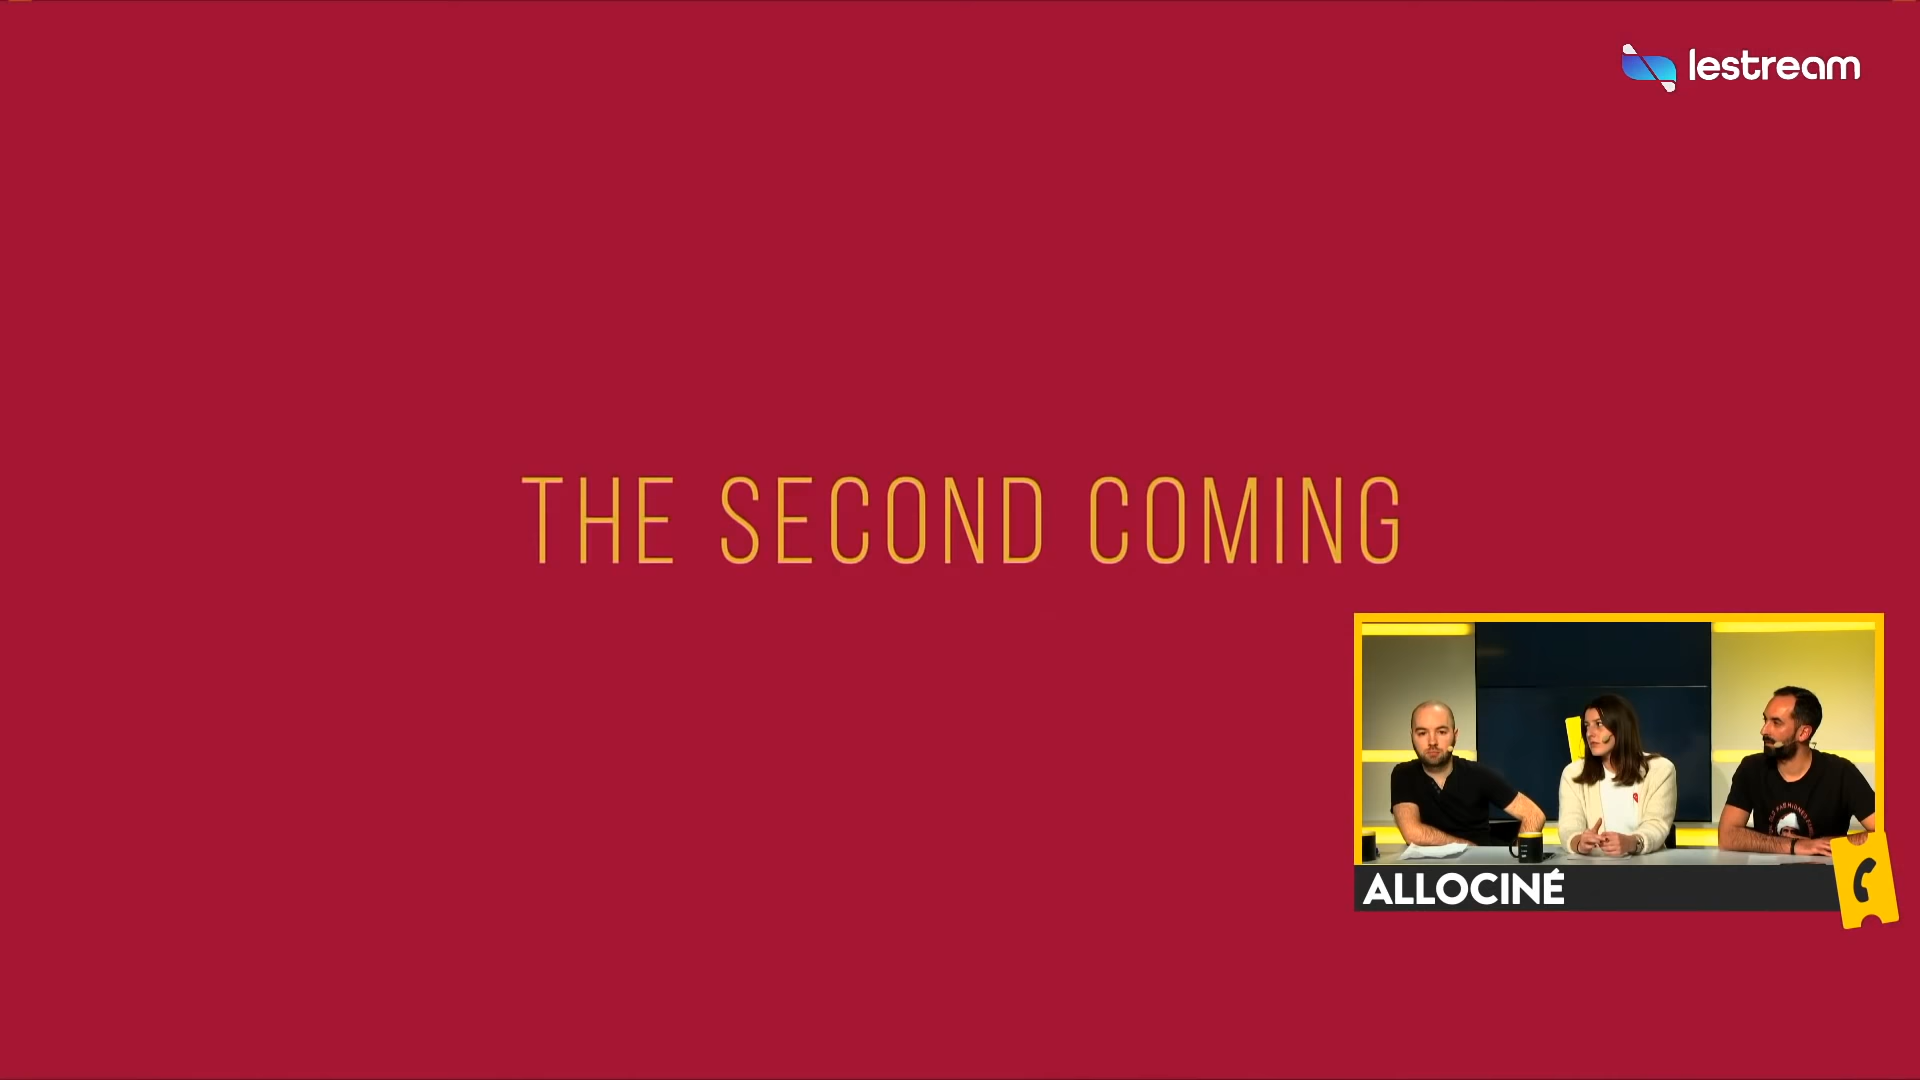 lestream
THE SECOND COMING
ALLOCINÉ